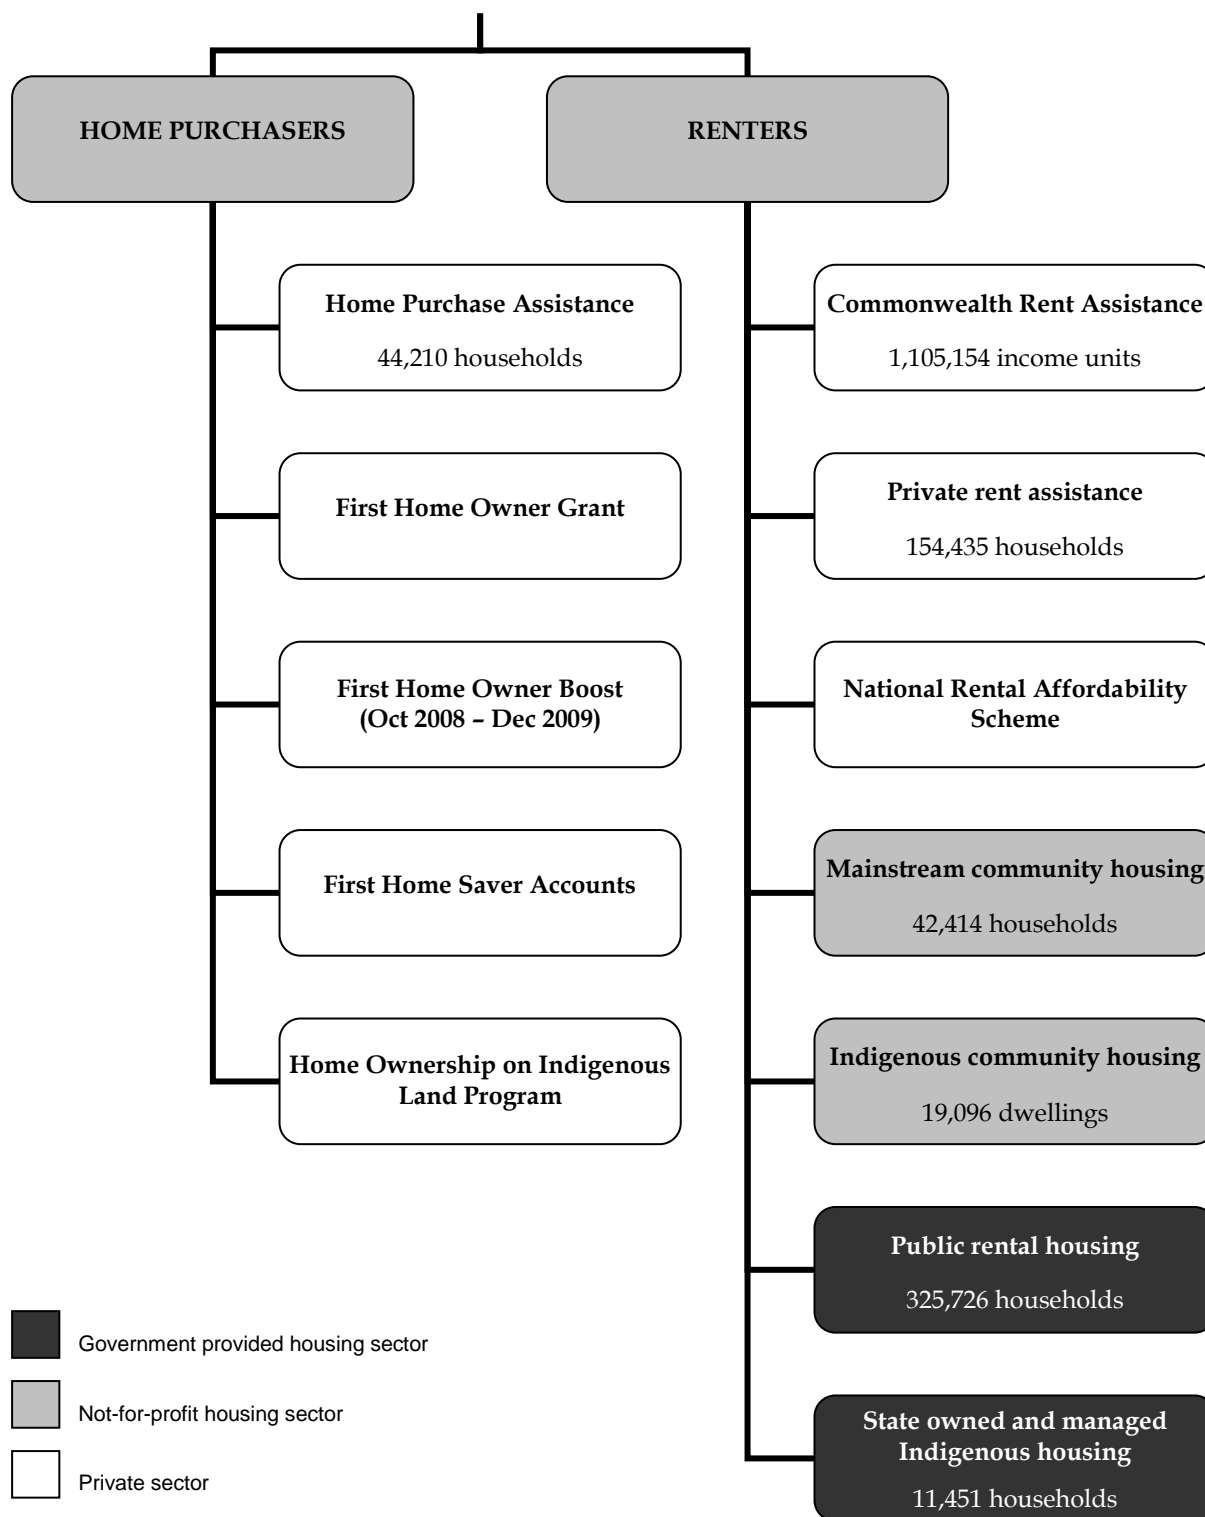 HOME PURCHASERS
RENTERS
Home Purchase Assistance
44,210 households
First Home Owner Grant
First Home Owner Boost
(Oct 2008 – Dec 2009)
First Home Saver Accounts
Home Ownership on Indigenous
Land Program
Commonwealth Rent Assistance
1,105,154 income units
Private rent assistance
154,435 households
National Rental Affordability
Scheme
Mainstream community housing
42,414 households
Indigenous community housing
19,096 dwellings
Public rental housing
325,726 households
State owned and managed
Indigenous housing
11,451 households
Government provided housing sector
Not-for-profit housing sector
Private sector